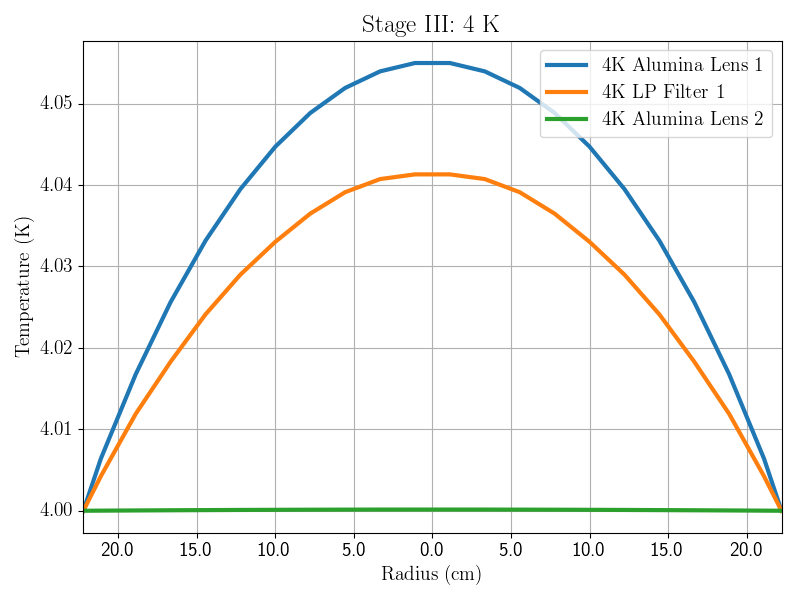 Stage III: 4 K
4K Alumina Lens 1
4K LP Filter 1
4K Alumina Lens 2
4.05
4.04
4.03
4.02
4.01
4.00
Temperature (K)
20.0 15.0 10.0 5.0 0.0 5.0 10.0 15.0 20.0
Radius (cm)